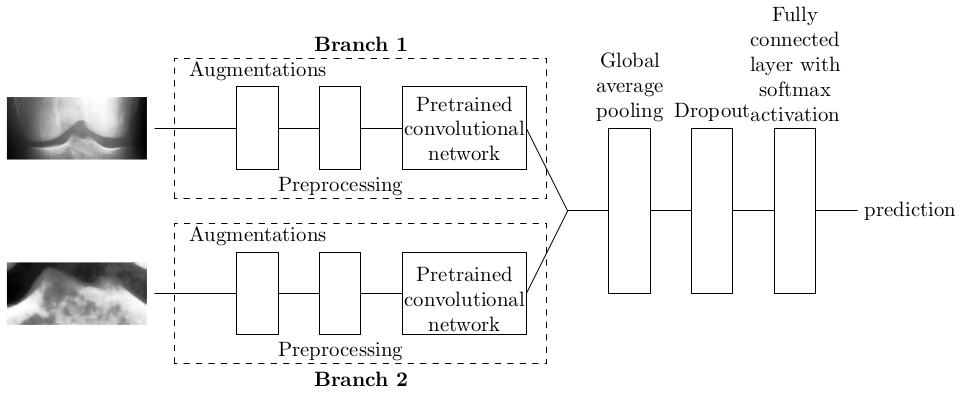 Branch 1
Augmentations
Pretrained
convolutional
network
Preprocessing
Augmentations
Pretrained
convolutional
network
Preprocessing
Branch 2
Global
average
pooling
Dropout
Fully
connected
layer with
softmax
activation
prediction